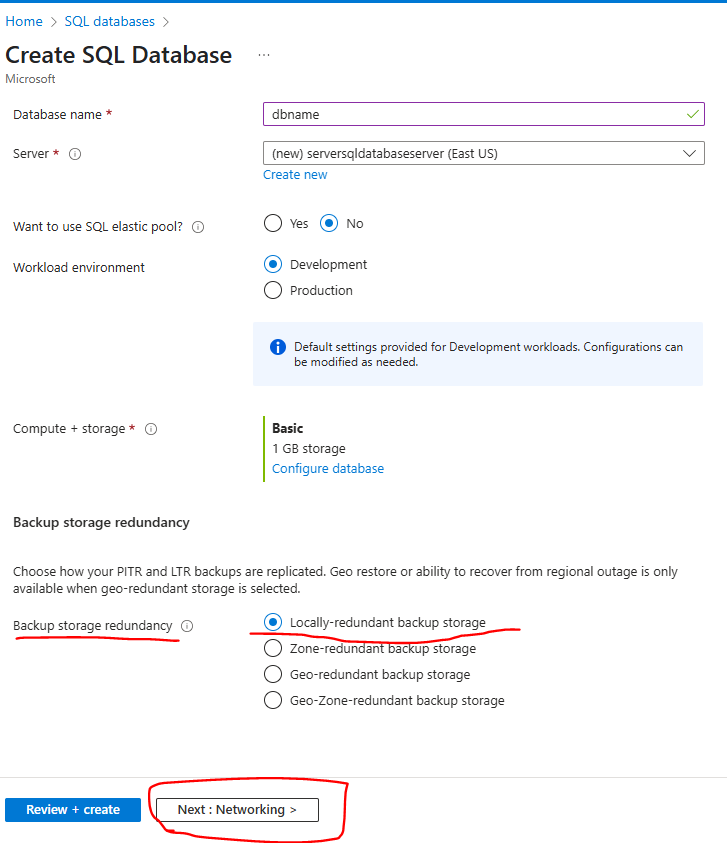 Home > SQL databases >
Create SQL Database ...
Microsoft
Database name *
dbname
Server *
(new) serversqldatabaseserver (East US)
Create new
Want to use SQL elastic pool?
Yes No
Workload environment
Development
Production
Default settings provided for Development workloads. Configurations can
be modified as needed.
Compute + storage *
Basic
1 GB storage
Configure database
Backup storage redundancy
Choose how your PITR and LTR backups are replicated. Geo restore or ability to recover from regional outage is only
available when geo-redundant storage is selected.
Backup storage redundancy
Locally-redundant backup storage
Zone-redundant backup storage
Geo-redundant backup storage
Geo-Zone-redundant backup storage
Review + create
Next : Networking >